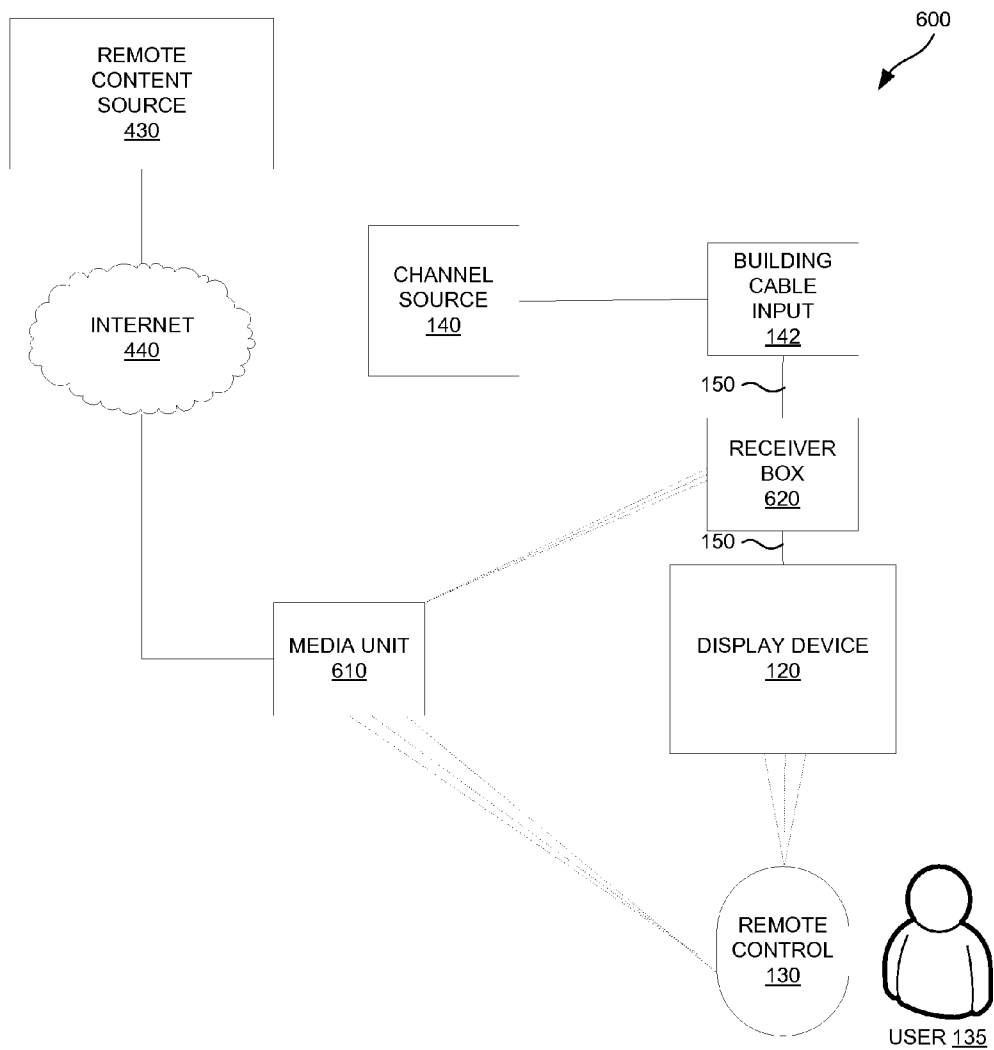 600
REMOTE
CONTENT
SOURCE
430
INTERNET
440
CHANNEL
SOURCE
140
BUILDING
CABLE
INPUT
142
150
RECEIVER
BOX
620
150
MEDIA UNIT
610
DISPLAY DEVICE
120
REMOTE
CONTROL
130
USER 135